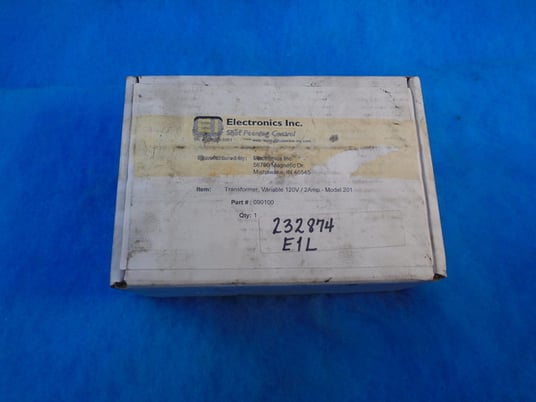 EI
Electronics Inc.
Shot Peening Control
Manufactured by: Electronics Inc.
56790 Magnetic Dr.
Mishawaka, IN 46545
Item: Transformer, Variable 120V / 2Amp - Model 201
Part # : 090100
Qty: 1
232874
E1L